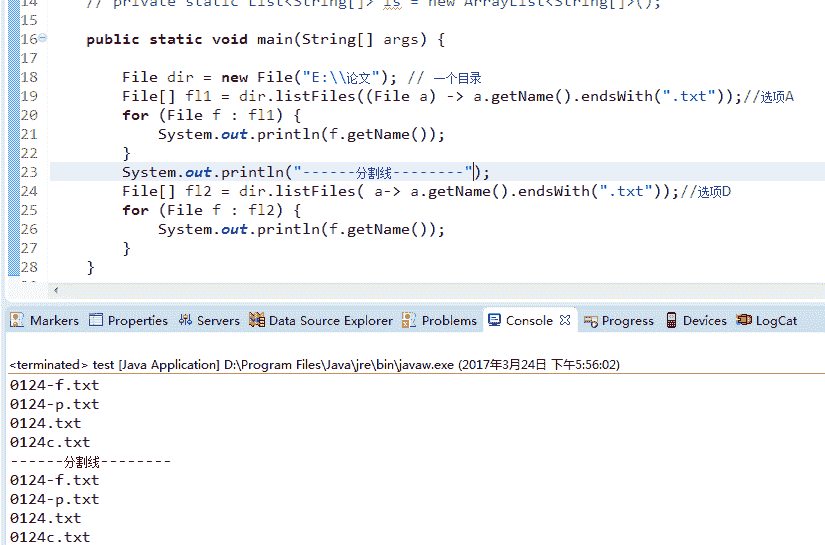 14 // private static List<String[]> ls = new ArrayList<String[]>();
15
16 public static void main(String[] args) {
17
18 File dir = new File("E:\\论文"); // 一个目录
19 File[] fl1 = dir.listFiles((File a) -> a.getName().endsWith(".txt"));//选项A
20 for (File f : fl1) {
21 System.out.println(f.getName());
22 }
23 System.out.println("------分割线--------");
24 File[] fl2 = dir.listFiles( a-> a.getName().endsWith(".txt"));//选项D
25 for (File f : fl2) {
26 System.out.println(f.getName());
27 }
28 }
Markers Properties Servers Data Source Explorer Problems Console Progress Devices LogCat
<terminated> test [Java Application] D:\Program Files\Java\jre\bin\javaw.exe (2017年3月24日 下午5:56:02)
0124-f.txt
0124-p.txt
0124.txt
0124c.txt
------分割线--------
0124-f.txt
0124-p.txt
0124.txt
0124c.txt